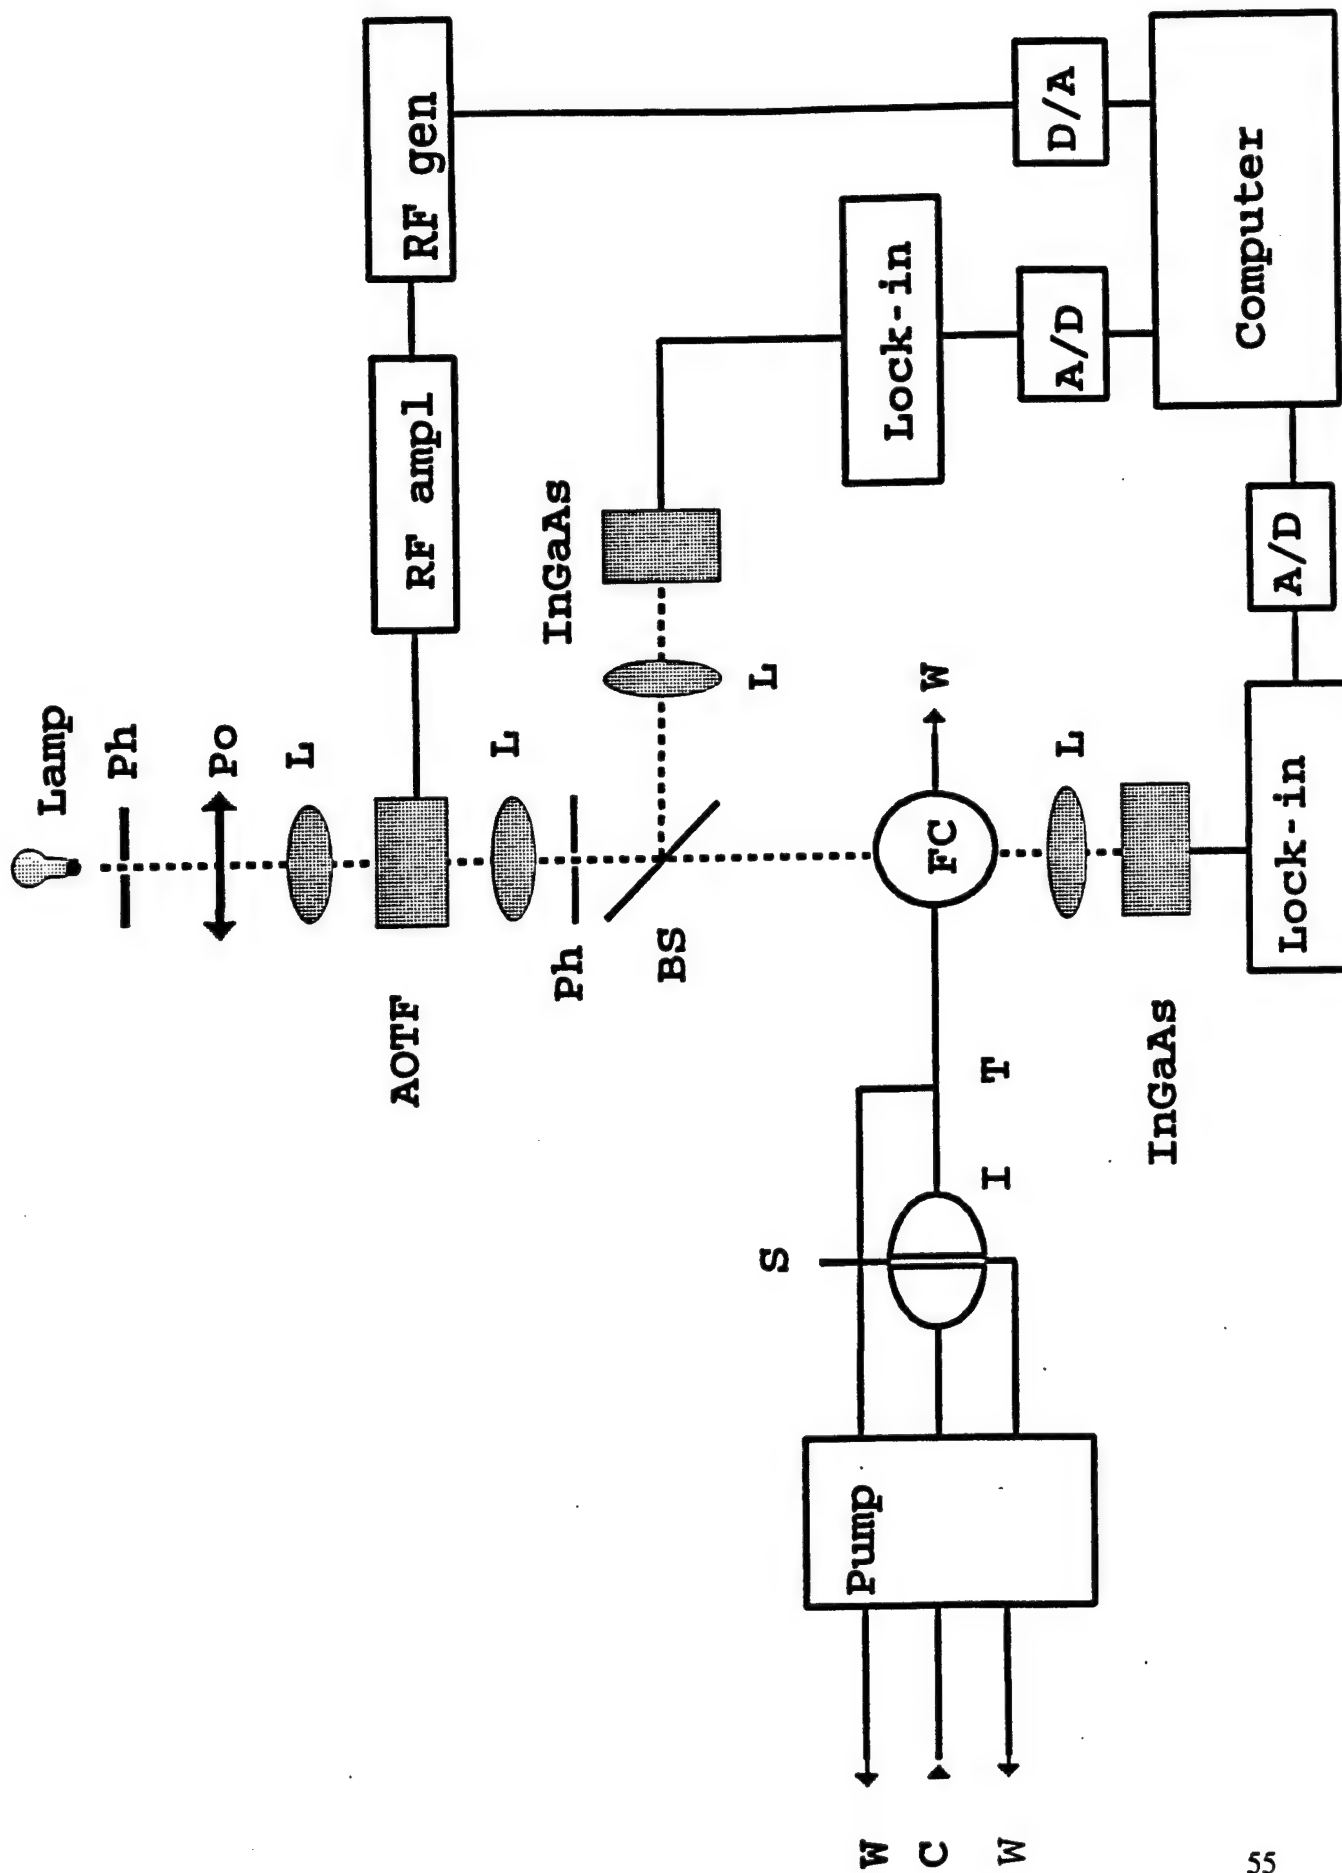 Lamp
Ph
Po
L
AOTF
L
Ph
BS
RF ampl
RF gen
InGaAs
L
Lock-in
A/D
D/A
Computer
A/D
Lock-in
InGaAs
L
FC
W
T
I
S
Pump
W
C
W
55